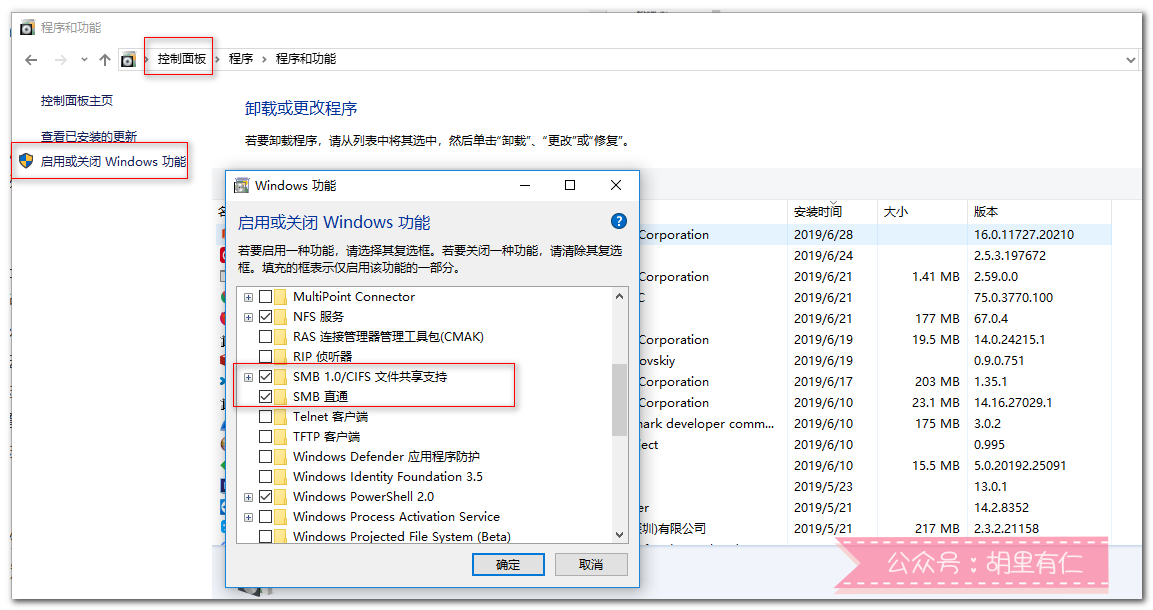 程序和功能
控制面板 程序 程序和功能
控制面板主页
查看已安装的更新
启用或关闭 Windows 功能
卸载或更改程序
若要卸载程序，请从列表中将其选中，然后单击“卸载”、“更改”或“修复”。
安装时间 大小 版本
Corporation 2019/6/28 16.0.11727.20210
2019/6/24 2.5.3.197672
Corporation 2019/6/21 1.41 MB 2.59.0.0
2019/6/21 75.0.3770.100
2019/6/21 177 MB 67.0.4
Corporation 2019/6/19 19.5 MB 14.0.24215.1
ovskiy 2019/6/19 0.9.0.751
Corporation 2019/6/17 203 MB 1.35.1
Corporation 2019/6/10 23.1 MB 14.16.27029.1
ark developer comm... 2019/6/10 175 MB 3.0.2
ect 2019/6/10 0.995
2019/6/10 15.5 MB 5.0.20192.25091
2019/5/23 13.0.1
er 2019/5/21 14.2.8352
圳)有限公司 2019/5/21 217 MB 2.3.2.21158
Windows 功能
启用或关闭 Windows 功能
若要启用一种功能，请选择其复选框。若要关闭一种功能，请清除其复选
框。填充的框表示仅启用该功能的一部分。
MultiPoint Connector
NFS 服务
RAS 连接管理器管理工具包(CMAK)
RIP 侦听器
SMB 1.0/CIFS 文件共享支持
SMB 直通
Telnet 客户端
TFTP 客户端
Windows Defender 应用程序防护
Windows Identity Foundation 3.5
Windows PowerShell 2.0
Windows Process Activation Service
Windows Projected File System (Beta)
确定 取消
公众号：胡里有仁